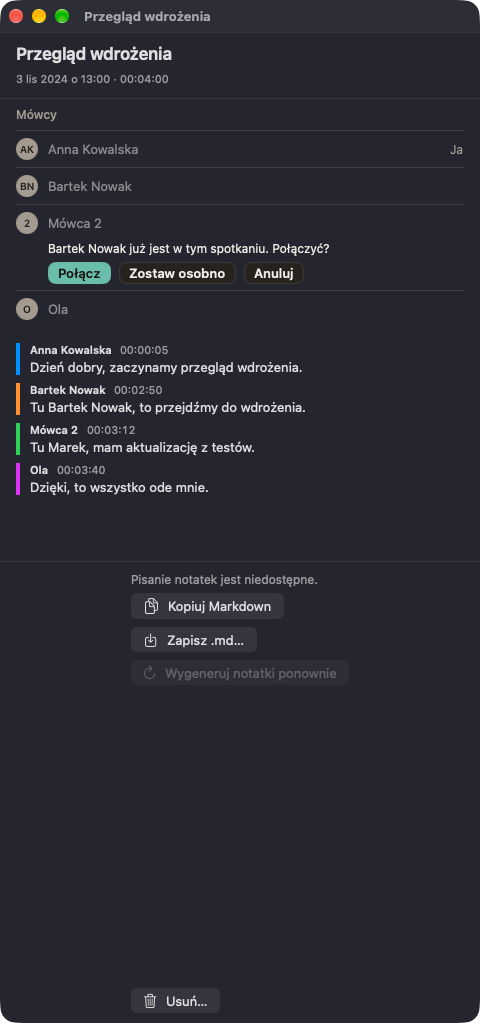 Przegląd wdrożenia
Przegląd wdrożenia
3 lis 2024 o 13:00 · 00:04:00
Mówcy
AK Anna Kowalska Ja
BN Bartek Nowak
2 Mówca 2
Bartek Nowak już jest w tym spotkaniu. Połączyć?
Połącz Zostaw osobno Anuluj
O Ola
Anna Kowalska 00:00:05
Dzień dobry, zaczynamy przegląd wdrożenia.
Bartek Nowak 00:02:50
Tu Bartek Nowak, to przejdźmy do wdrożenia.
Mówca 2 00:03:12
Tu Marek, mam aktualizację z testów.
Ola 00:03:40
Dzięki, to wszystko ode mnie.
Pisanie notatek jest niedostępne.
Kopiuj Markdown
Zapisz .md...
Wygeneruj notatki ponownie
Usuń...